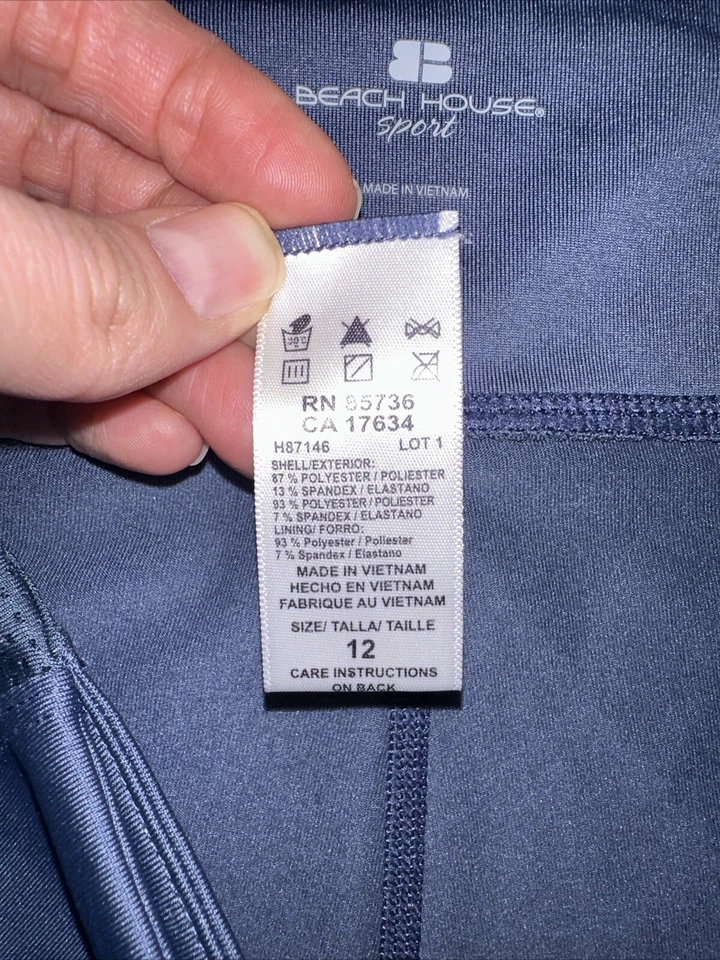 BEACH HOUSE®
sport
MADE IN VIETNAM
30°C
RN 85736
CA 17634
H87146 LOT 1
SHELL/EXTERIOR:
87 % POLYESTER / POLIESTER
13 % SPANDEX / ELASTANO
93 % POLYESTER / POLIESTER
7 % SPANDEX / ELASTANO
LINING/ FORRO:
93 % Polyester / Poliester
7 % Spandex / Elastano
MADE IN VIETNAM
HECHO EN VIETNAM
FABRIQUE AU VIETNAM
SIZE/ TALLA/ TAILLE
12
CARE INSTRUCTIONS
ON BACK